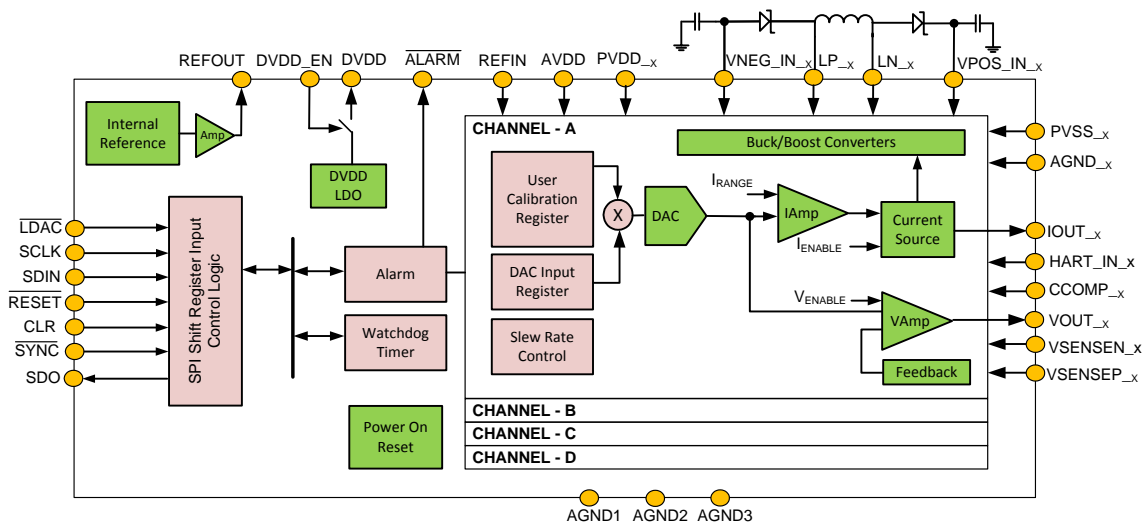 REFOUT DVDD_EN DVDD ALARM REFIN AVDD PVDD_X VNEG_IN_X LP_X LN_X VPOS_IN_X
Internal
Reference
Amp
DVDD
LDO
LDAC
SCLK
SDIN
RESET
CLR
SYNC
SDO
SPI Shift Register Input
Control Logic
Alarm
Watchdog
Timer
Power On
Reset
CHANNEL - A
User
Calibration
Register
DAC Input
Register
Slew Rate
Control
X
DAC
Buck/Boost Converters
IRANGE
IAmp
IENABLE
Current
Source
VENABLE
VAmp
Feedback
CHANNEL - B
CHANNEL - C
CHANNEL - D
PVSS_X
AGND_X
IOUT_X
HART_IN_X
CCOMP_X
VOUT_X
VSENSEN_X
VSENSEP_X
AGND1 AGND2 AGND3